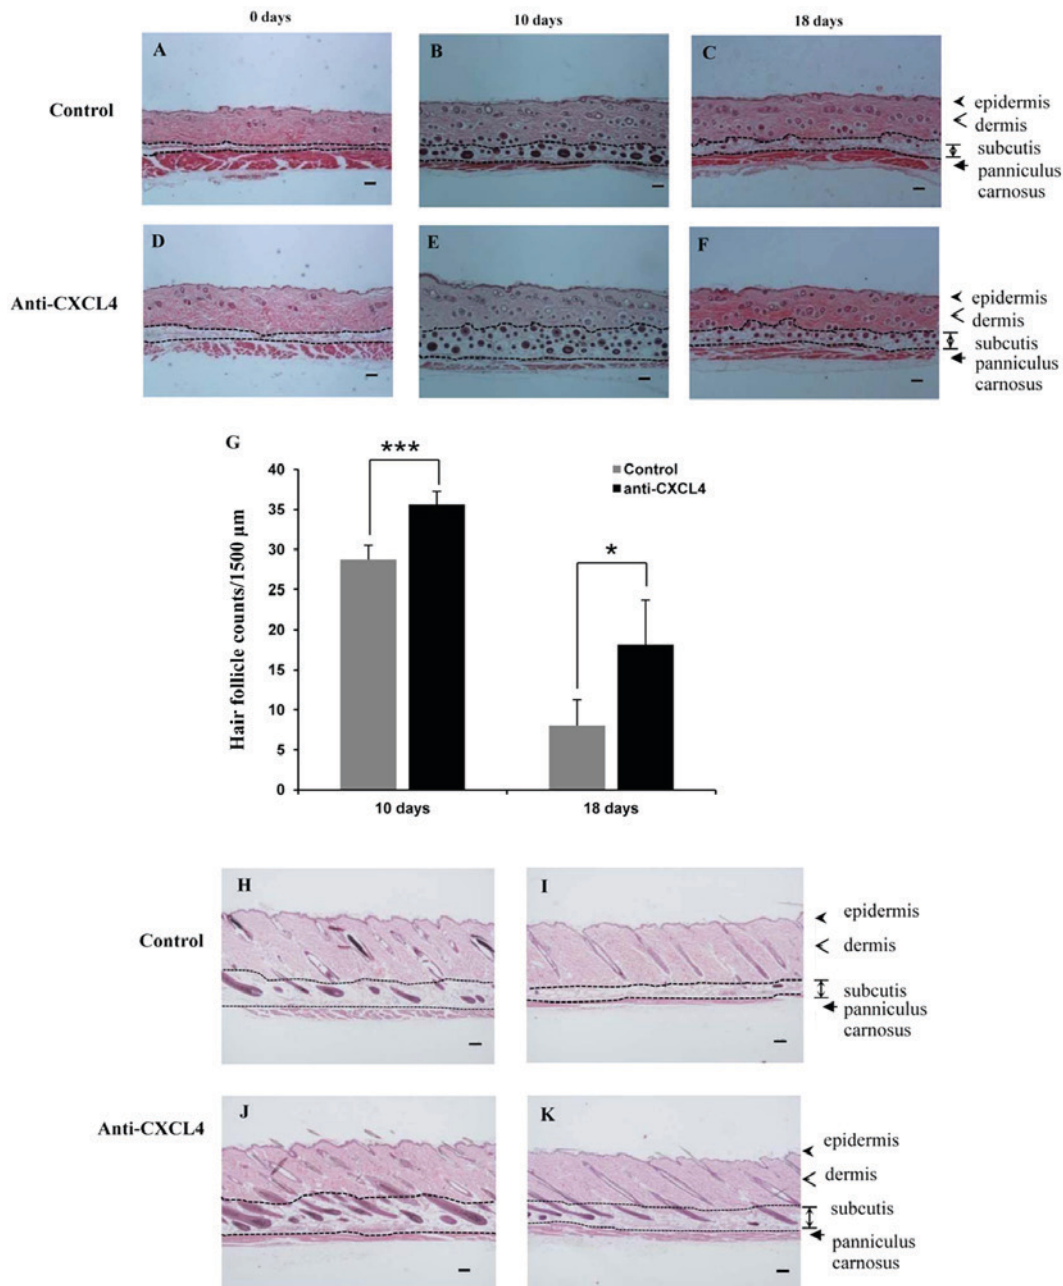 0 days 10 days 18 days
A B C
Control
epidermis
dermis
subcutis
panniculus
carnosus
D E F
Anti-CXCL4
epidermis
dermis
subcutis
panniculus
carnosus
G
***
Control
anti-CXCL4
*
Hair follicle counts/1500 µm
40
35
30
25
20
15
10
5
0
10 days 18 days
H I
Control
epidermis
dermis
subcutis
panniculus
carnosus
J K
Anti-CXCL4
epidermis
dermis
subcutis
panniculus
carnosus